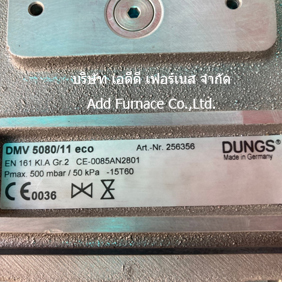 บริษัท โอดีดี เฟอร์เนส จำกัด
Add Furnace Co.,Ltd.
DMV 5080/11 eco Art.-Nr. 256356 DUNGS®
Made in Germany
EN 161 Kl.A Gr.2 CE-0085AN2801
Pmax. 500 mbar / 50 kPa -15T60
CE0036